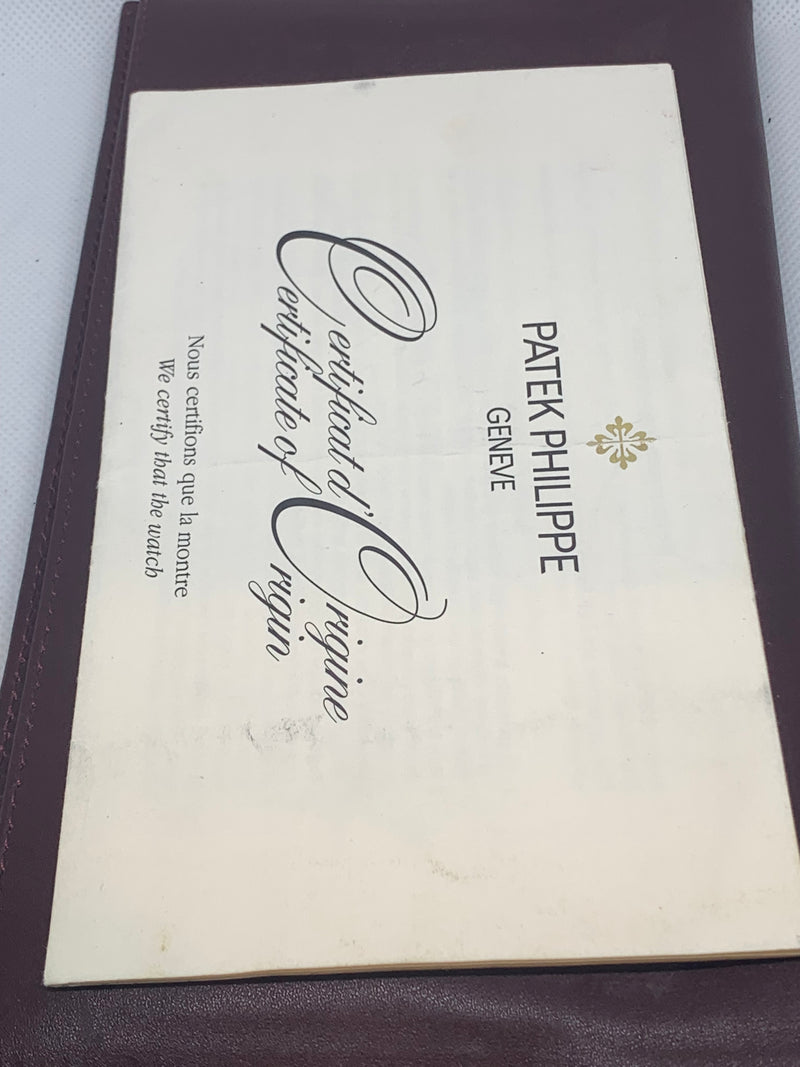 PATEK PHILIPPE
GENEVE
Certificat d'Origine
Certificate of Origin
Nous certifions que la montre
We certify that the watch